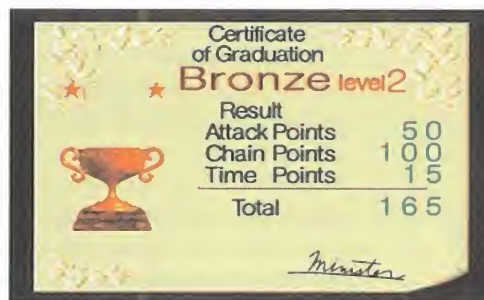 Certificate
of Graduation
Bronze level2
Result
Attack Points 50
Chain Points 100
Time Points 15
Total 165
Minister